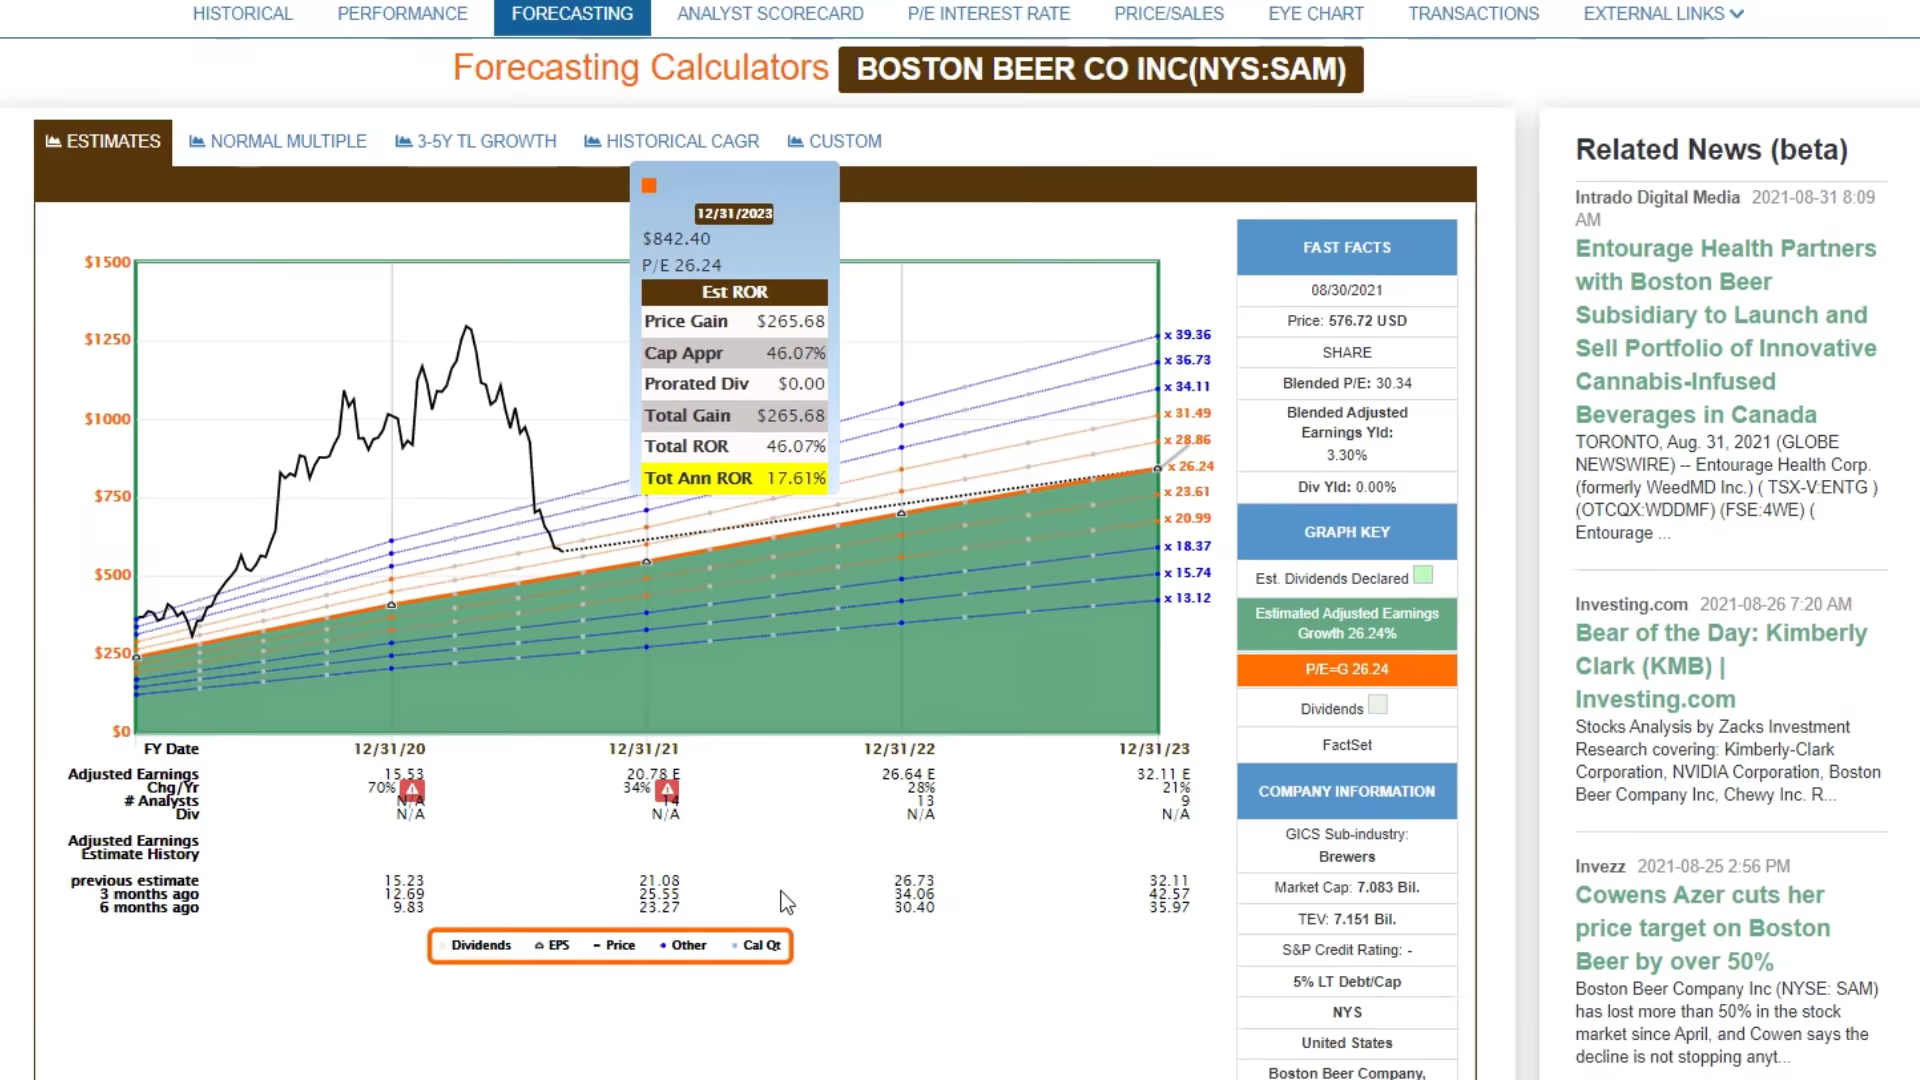 HISTORICAL PERFORMANCE FORECASTING ANALYST SCORECARD P/E INTEREST RATE PRICE/SALES EYE CHART TRANSACTIONS EXTERNAL LINKS
Forecasting Calculators BOSTON BEER CO INC(NYS:SAM)
ESTIMATES NORMAL MULTIPLE 3-5Y TL GROWTH HISTORICAL CAGR CUSTOM
12/31/2023
$842.40
P/E 26.24
Est ROR
Price Gain $265.68
Cap Appr 46.07%
Prorated Div $0.00
Total Gain $265.68
Total ROR 46.07%
Tot Ann ROR 17.61%
$1500
$1250
$1000
$750
$500
$250
$0
x 39.36
x 36.73
x 34.11
x 31.49
x 28.86
x 26.24
x 23.61
x 20.99
x 18.37
x 15.74
x 13.12
FY Date 12/31/20 12/31/21 12/31/22 12/31/23
Adjusted Earnings 15.53 20.78 E 26.64 E 32.11 E
Chg/Yr 70% 34% 28% 21%
# Analysts N/A 14 13 9
Div N/A N/A N/A N/A
Adjusted Earnings
Estimate History
previous estimate 15.23 21.08 26.73 32.11
3 months ago 12.69 25.55 34.06 42.57
6 months ago 9.83 23.27 30.40 35.97
Dividends EPS Price Other Cal Qt
FAST FACTS
08/30/2021
Price: 576.72 USD
SHARE
Blended P/E: 30.34
Blended Adjusted
Earnings Yld:
3.30%
Div Yld: 0.00%
GRAPH KEY
Est. Dividends Declared
Estimated Adjusted Earnings
Growth 26.24%
P/E=G 26.24
Dividends
FactSet
COMPANY INFORMATION
GICS Sub-industry:
Brewers
Market Cap: 7.083 Bil.
TEV: 7.151 Bil.
S&P Credit Rating: -
5% LT Debt/Cap
NYS
United States
Boston Beer Company,
Related News (beta)
Intrado Digital Media 2021-08-31 8:09
AM
Entourage Health Partners
with Boston Beer
Subsidiary to Launch and
Sell Portfolio of Innovative
Cannabis-Infused
Beverages in Canada
TORONTO, Aug. 31, 2021 (GLOBE
NEWSWIRE) -- Entourage Health Corp.
(formerly WeedMD Inc.) ( TSX-V:ENTG )
(OTCQX:WDDMF) (FSE:4WE) (
Entourage ...
Investing.com 2021-08-26 7:20 AM
Bear of the Day: Kimberly
Clark (KMB) |
Investing.com
Stocks Analysis by Zacks Investment
Research covering: Kimberly-Clark
Corporation, NVIDIA Corporation, Boston
Beer Company Inc, Chewy Inc. R...
Invezz 2021-08-25 2:56 PM
Cowens Azer cuts her
price target on Boston
Beer by over 50%
Boston Beer Company Inc (NYSE: SAM)
has lost more than 50% in the stock
market since April, and Cowen says the
decline is not stopping anyt...